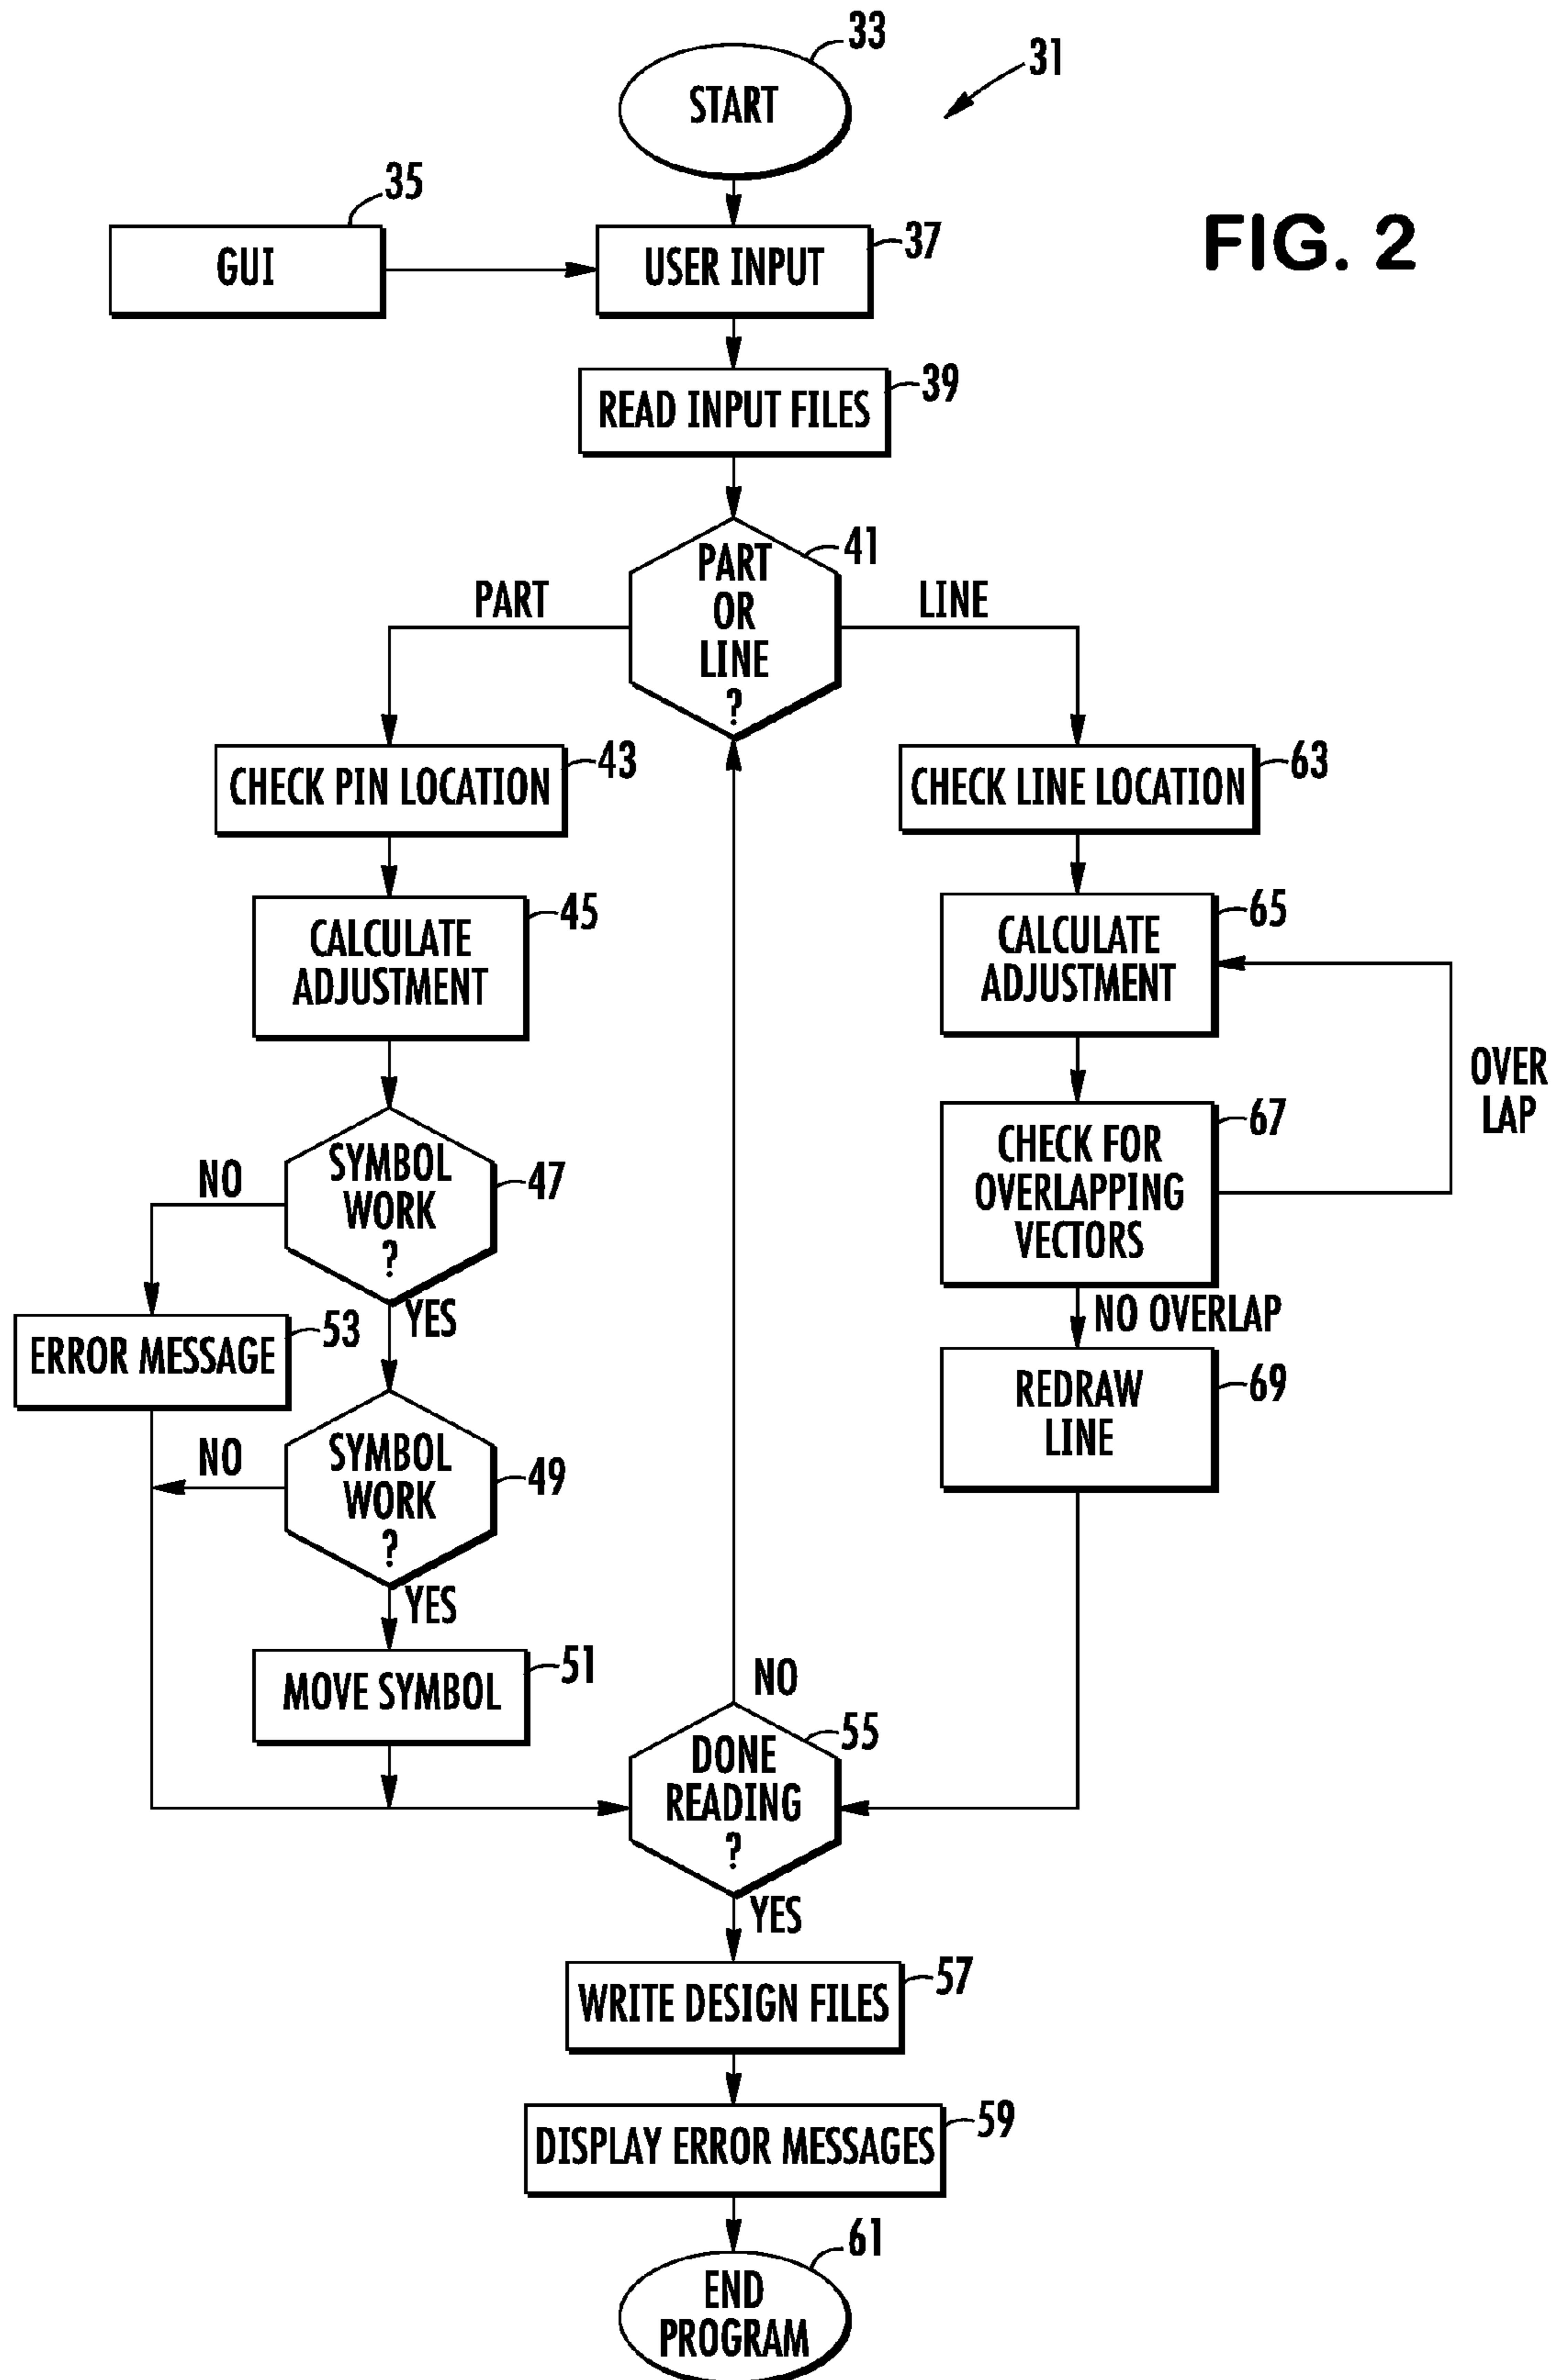 33
31
START
35
GUI
37
USER INPUT
FIG. 2
39
READ INPUT FILES
41
PART
OR
LINE
?
PART
LINE
43
CHECK PIN LOCATION
63
CHECK LINE LOCATION
45
CALCULATE
ADJUSTMENT
65
CALCULATE
ADJUSTMENT
OVER
LAP
47
SYMBOL
WORK
?
NO
YES
67
CHECK FOR
OVERLAPPING
VECTORS
NO OVERLAP
53
ERROR MESSAGE
69
REDRAW
LINE
49
SYMBOL
WORK
?
NO
YES
51
MOVE SYMBOL
NO
55
DONE
READING
?
YES
57
WRITE DESIGN FILES
59
DISPLAY ERROR MESSAGES
61
END
PROGRAM